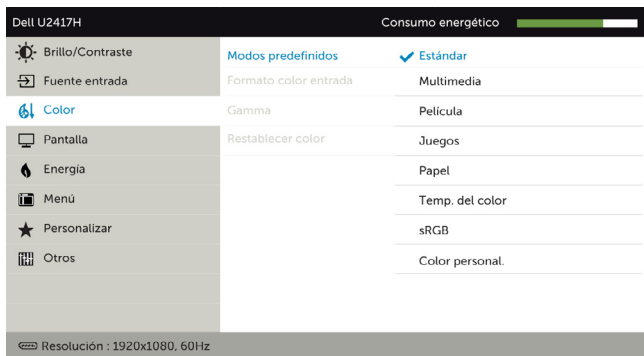 Dell U2417H Consumo energético
Brillo/Contraste Modos predefinidos Estándar
Fuente entrada Formato color entrada Multimedia
Color Gamma Película
Pantalla Restablecer color Juegos
Energía Papel
Menú Temp. del color
Personalizar sRGB
Otros Color personal.
Resolución : 1920x1080, 60Hz